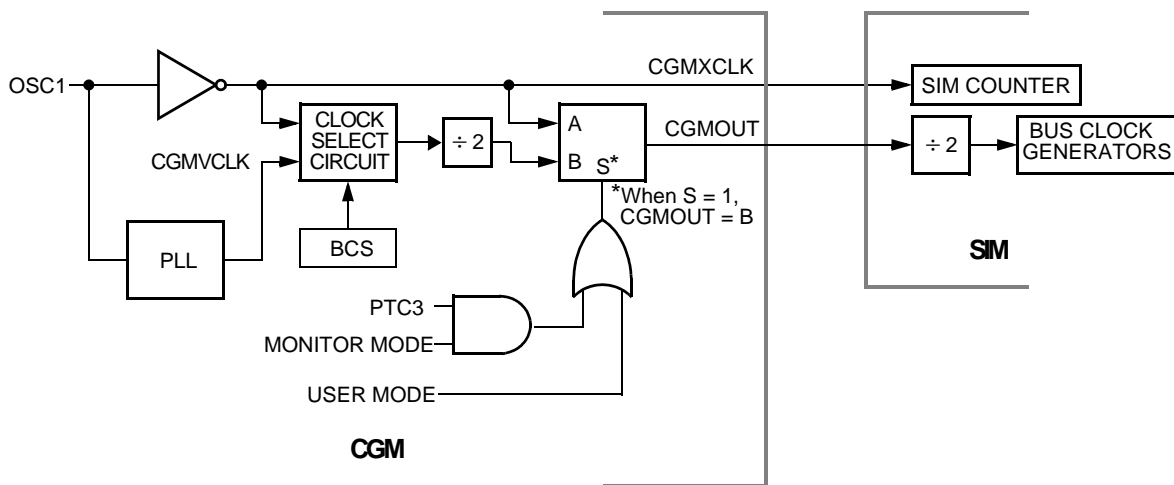 OSC1
CGMXCLK
SIM COUNTER
CLOCK
SELECT
CIRCUIT
÷ 2
A
B
S*
CGMOUT
÷ 2
BUS CLOCK
GENERATORS
CGMVCLK
*When S = 1,
CGMOUT = B
BCS
PLL
SIM
PTC3
MONITOR MODE
USER MODE
CGM